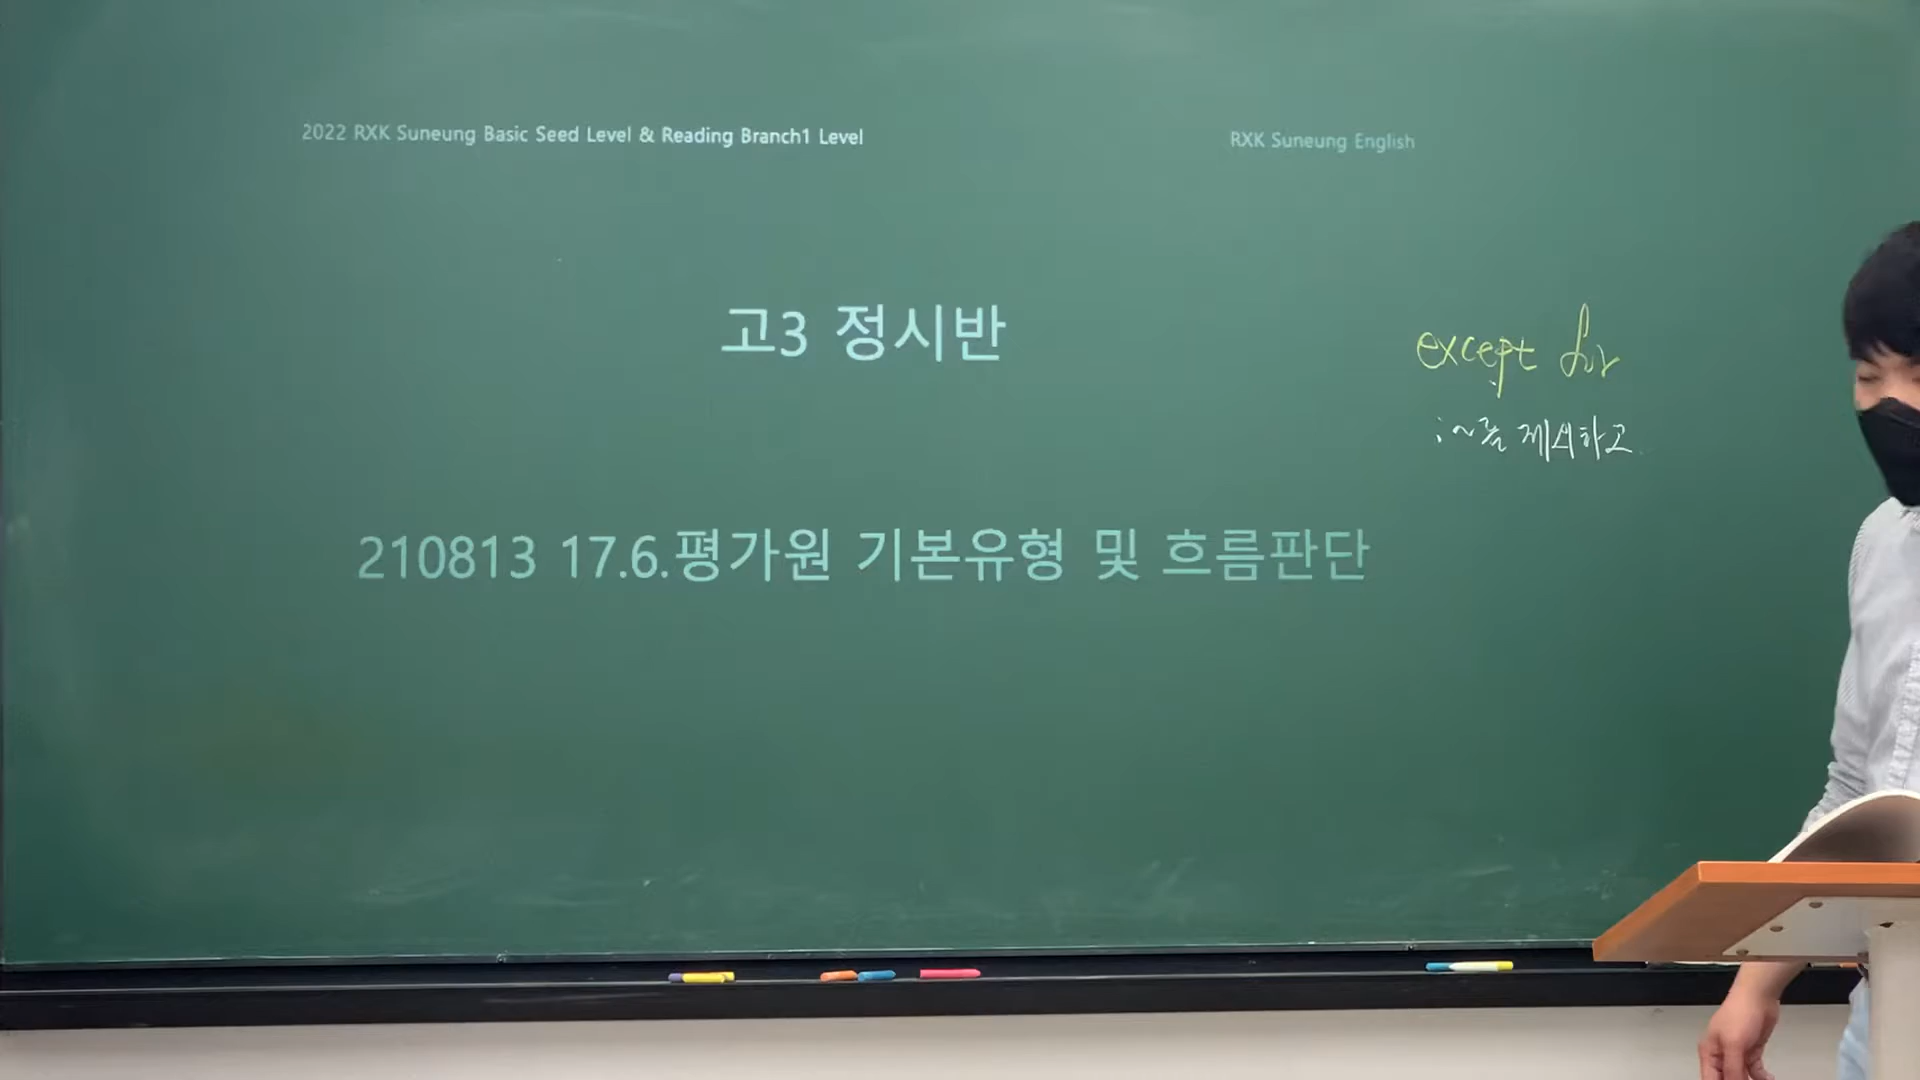 2022 RXK Suneung Basic Seed Level & Reading Branch1 Level
RXK Suneung English
고3 정시반
except for
: ~를 제외하고
210813 17.6.평가원 기본유형 및 흐름판단